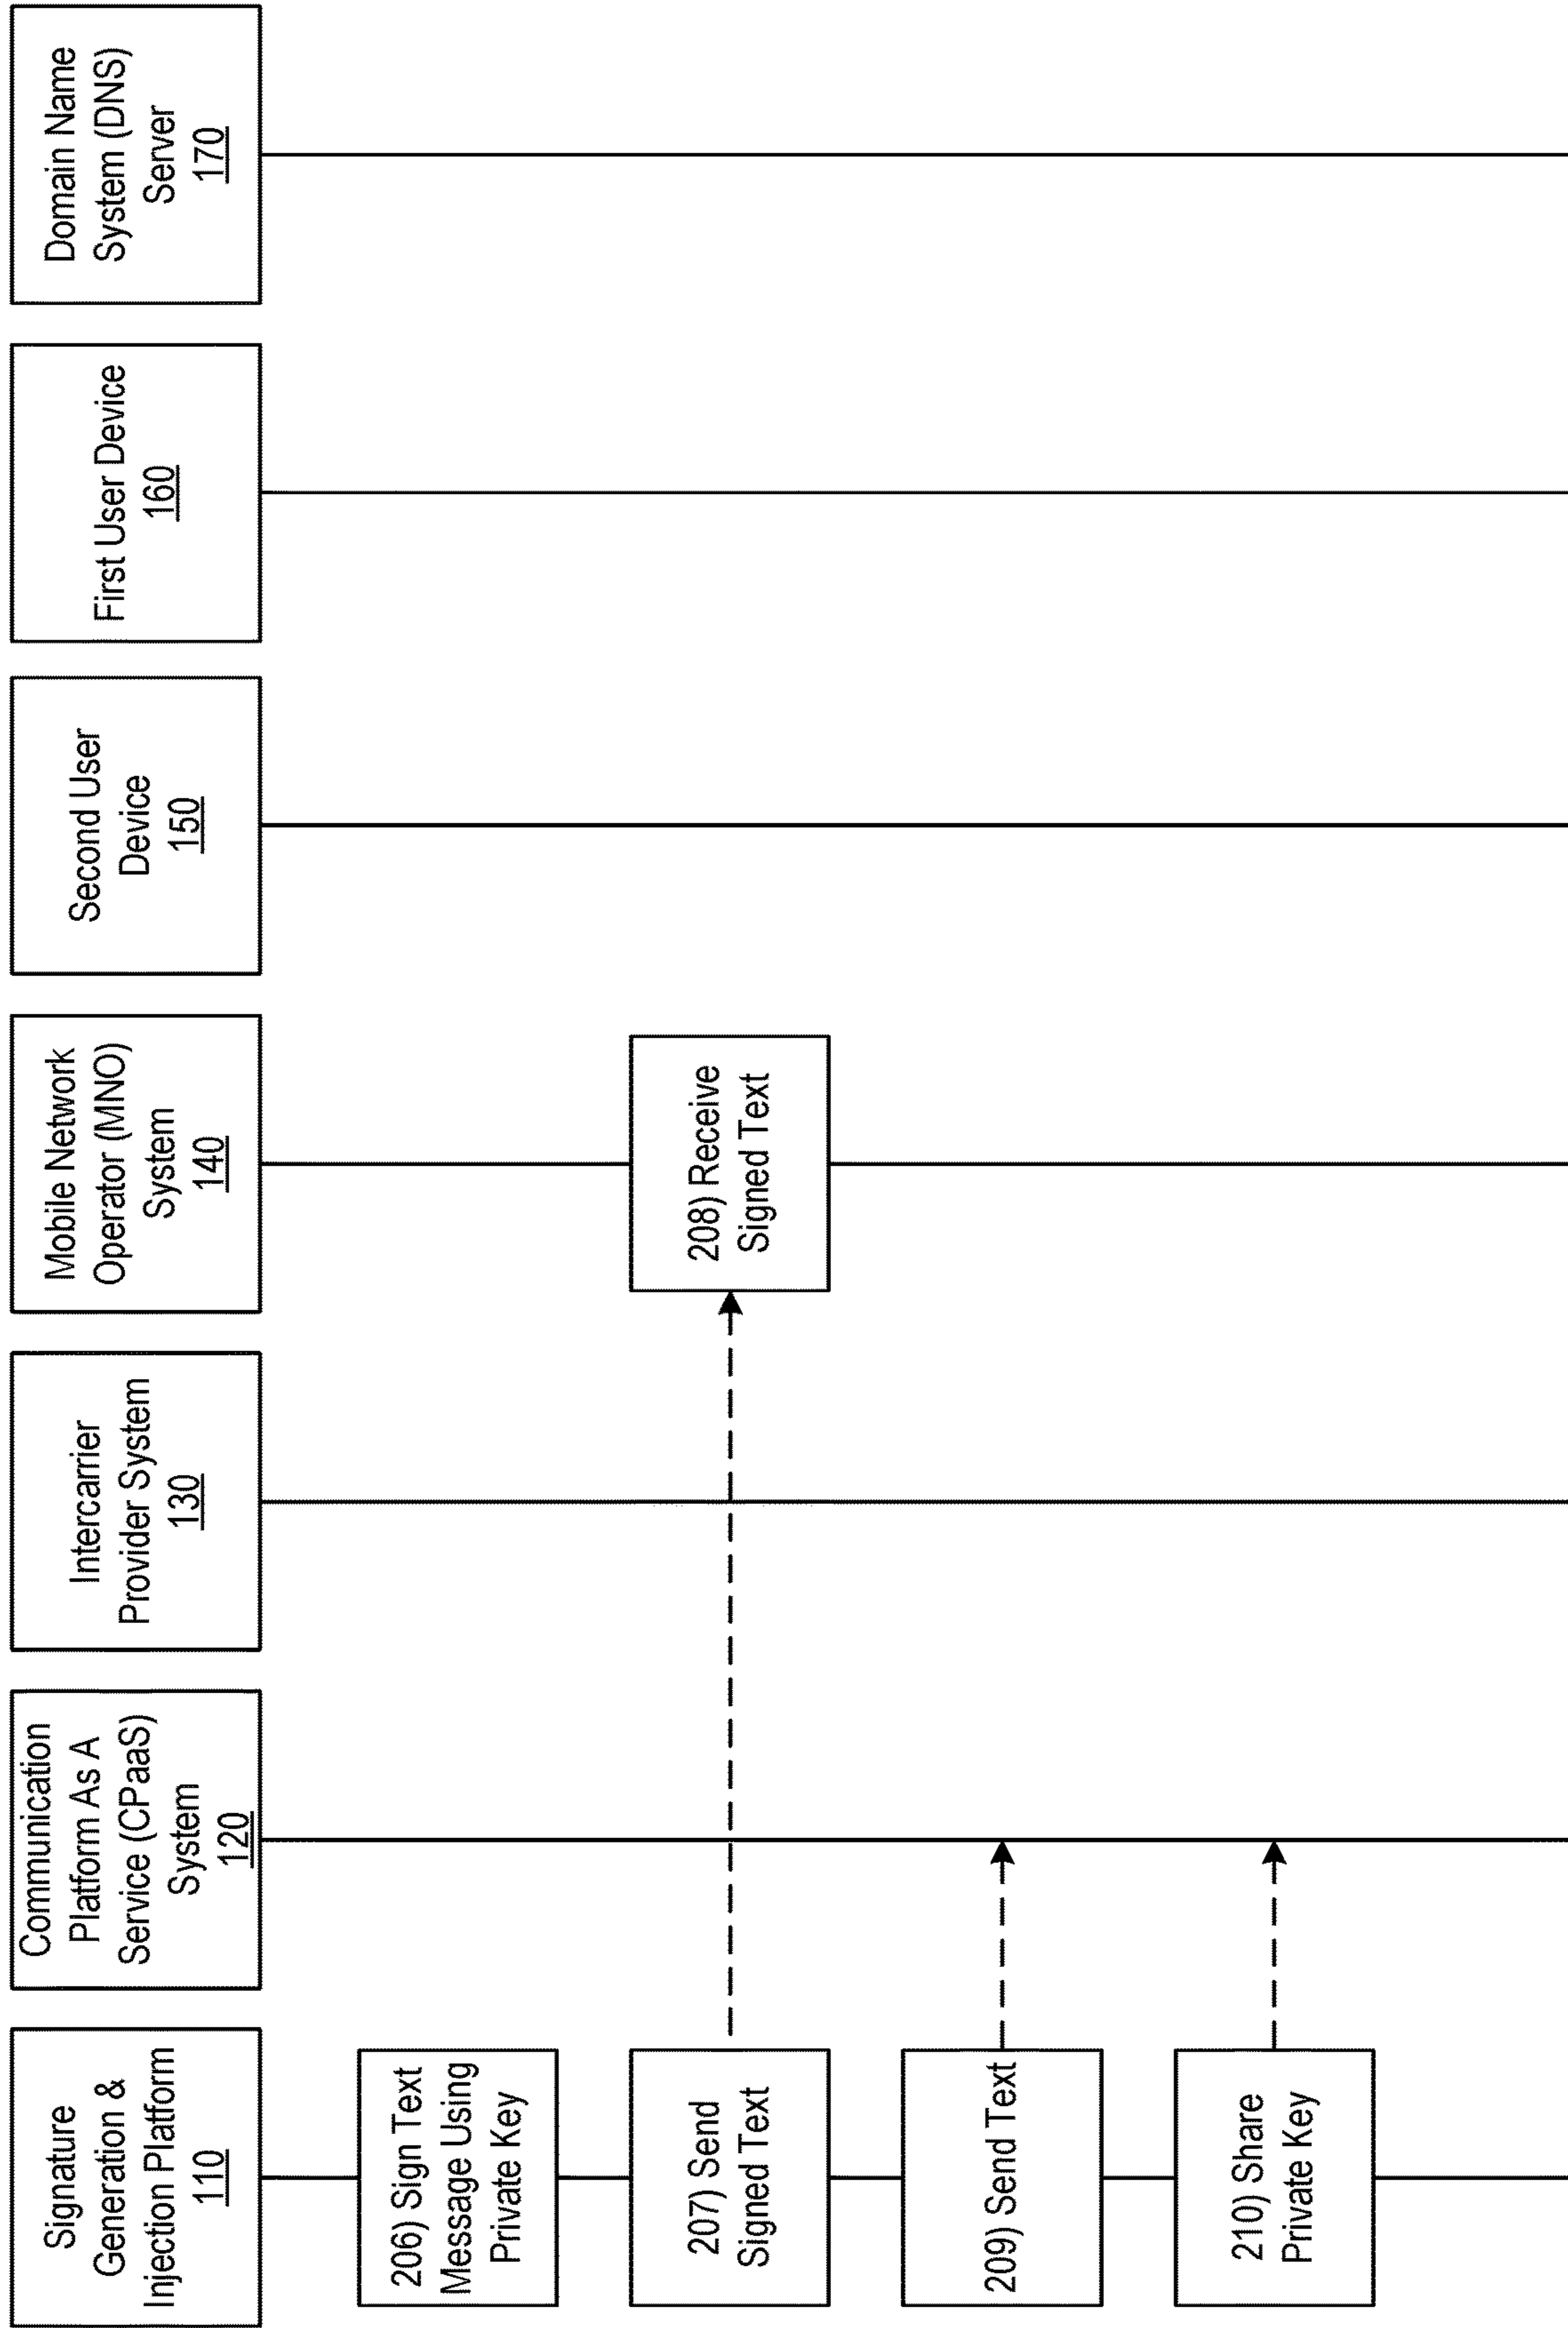 Signature
Generation &
Injection Platform
110
Communication
Platform As A
Service (CPaaS)
System
120
Intercarrier
Provider System
130
Mobile Network
Operator (MNO)
System
140
Second User
Device
150
First User Device
160
Domain Name
System (DNS)
Server
170
206) Sign Text
Message Using
Private Key
207) Send
Signed Text
208) Receive
Signed Text
209) Send Text
210) Share
Private Key